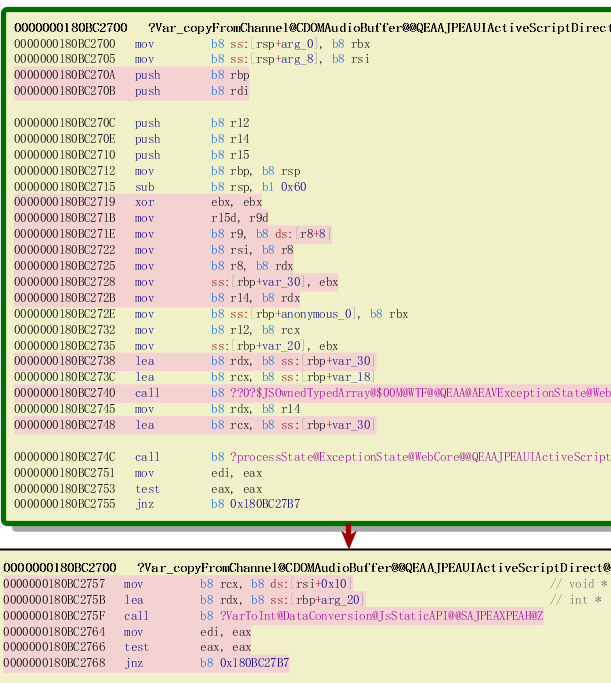 0000000180BC2700 ?Var_copyFromChannel@CDOMAudioBuffer@@QEAAJPEAUIActiveScriptDirect
0000000180BC2700 mov b8 ss:[rsp+arg_0], b8 rbx
0000000180BC2705 mov b8 ss:[rsp+arg_8], b8 rsi
0000000180BC270A push b8 rbp
0000000180BC270B push b8 rdi
0000000180BC270C push b8 r12
0000000180BC270E push b8 r14
0000000180BC2710 push b8 r15
0000000180BC2712 mov b8 rbp, b8 rsp
0000000180BC2715 sub b8 rsp, b1 0x60
0000000180BC2719 xor ebx, ebx
0000000180BC271B mov r15d, r9d
0000000180BC271E mov b8 r9, b8 ds:[r8+8]
0000000180BC2722 mov b8 rsi, b8 r8
0000000180BC2725 mov b8 r8, b8 rdx
0000000180BC2728 mov ss:[rbp+var_30], ebx
0000000180BC272B mov b8 r14, b8 rdx
0000000180BC272E mov b8 ss:[rbp+anonymous_0], b8 rbx
0000000180BC2732 mov b8 r12, b8 rcx
0000000180BC2735 mov ss:[rbp+var_20], ebx
0000000180BC2738 lea b8 rdx, b8 ss:[rbp+var_30]
0000000180BC273C lea b8 rcx, b8 ss:[rbp+var_18]
0000000180BC2740 call b8 ??0?$JSOwnedTypedArray@$0OM@WTF@@QEAA@AEAVExceptionState@Web
0000000180BC2745 mov b8 rdx, b8 r14
0000000180BC2748 lea b8 rcx, b8 ss:[rbp+var_30]
0000000180BC274C call b8 ?processState@ExceptionState@WebCore@@QEAAJPEAUIActiveScript
0000000180BC2751 mov edi, eax
0000000180BC2753 test eax, eax
0000000180BC2755 jnz b8 0x180BC27B7
0000000180BC2700 ?Var_copyFromChannel@CDOMAudioBuffer@@QEAAJPEAUIActiveScriptDirect@
0000000180BC2757 mov b8 rcx, b8 ds:[rsi+0x10] // void *
0000000180BC275B lea b8 rdx, b8 ss:[rbp+arg_20] // int *
0000000180BC275F call b8 ?VarToInt@DataConversion@JsStaticAPI@@SAJPEAXPEAH@Z
0000000180BC2764 mov edi, eax
0000000180BC2766 test eax, eax
0000000180BC2768 jnz b8 0x180BC27B7